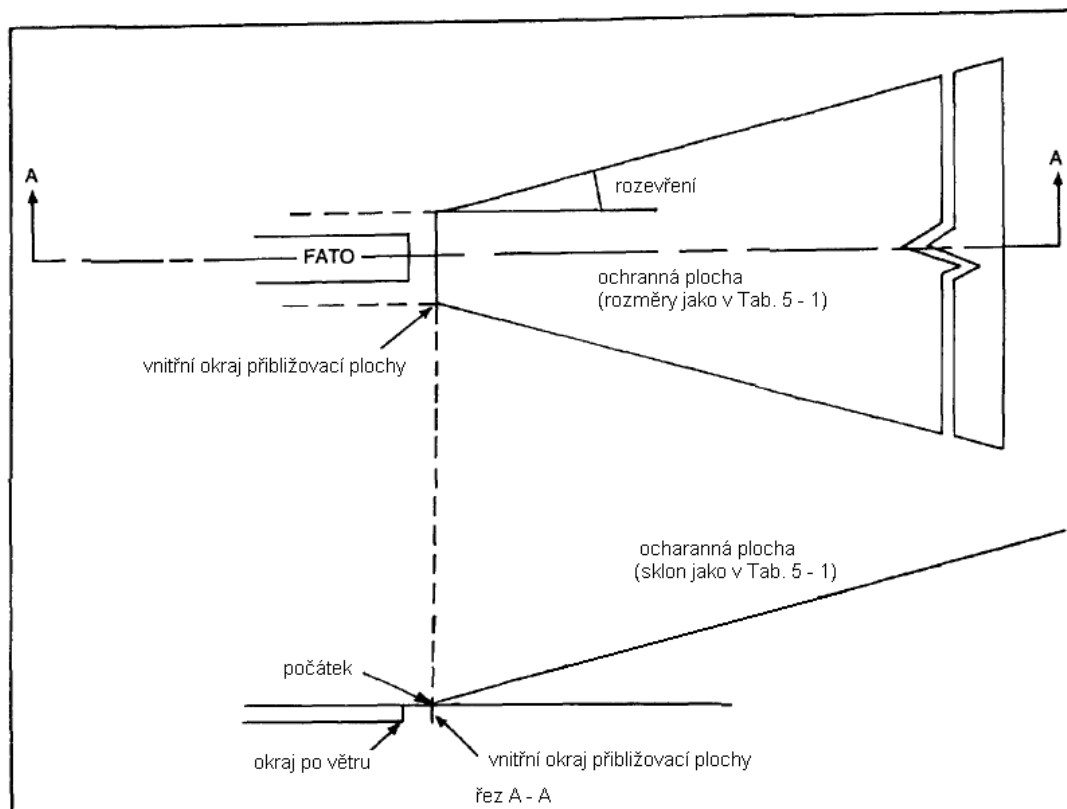 A
A
rozevření
FATO
ochranná plocha
(rozměry jako v Tab. 5 - 1)
vnitřní okraj přibližovací plochy
ocharanná plocha
(sklon jako v Tab. 5 - 1)
počátek
okraj po větru
vnitřní okraj přibližovací plochy
řez A - A